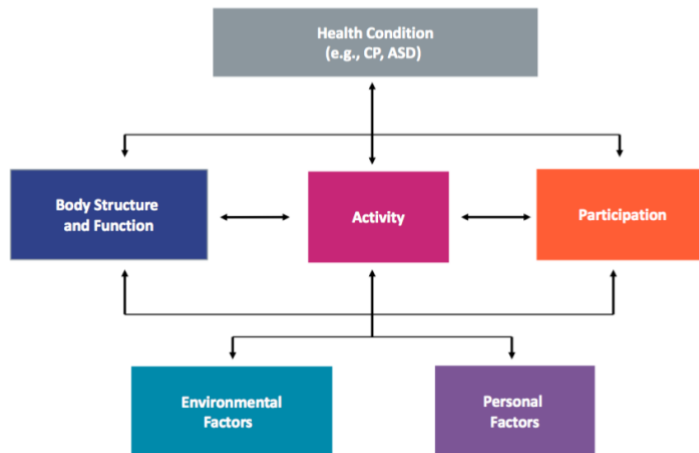 Health Condition
(e.g., CP, ASD)
Body Structure
and Function
Activity
Participation
Environmental
Factors
Personal
Factors